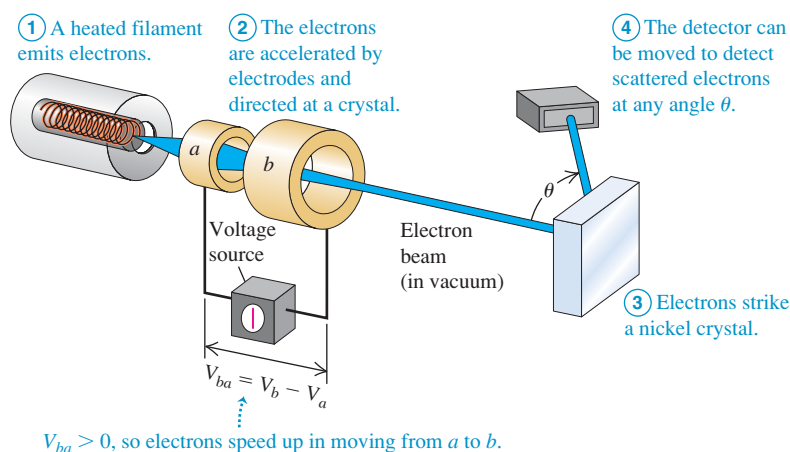 1 A heated filament
emits electrons.
2 The electrons
are accelerated by
electrodes and
directed at a crystal.
4 The detector can
be moved to detect
scattered electrons
at any angle θ.
a
b
θ
Voltage
source
Electron
beam
(in vacuum)
3 Electrons strike
a nickel crystal.
V_ba = V_b − V_a
V_ba > 0, so electrons speed up in moving from a to b.